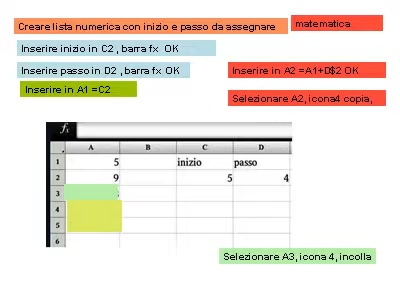 Creare lista numerica con inizio e passo da assegnare
matematica
Inserire inizio in C2 , barra fx OK
Inserire passo in D2 , barra fx OK
Inserire in A2 =A1+D$2 OK
Inserire in A1 =C2
Selezionare A2, icona4 copia,
fx
A B C D
1 5 inizio passo
2 9 5 4
3
4
5
6
Selezionare A3, icona 4, incolla